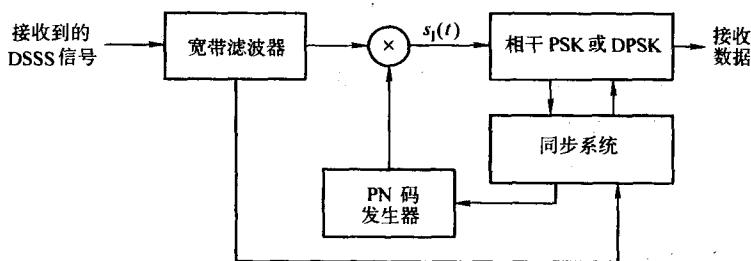 接收到的
DSSS 信号
宽带滤波器
×
s₁(t)
相干 PSK 或 DPSK
接收
数据
同步系统
PN 码
发生器